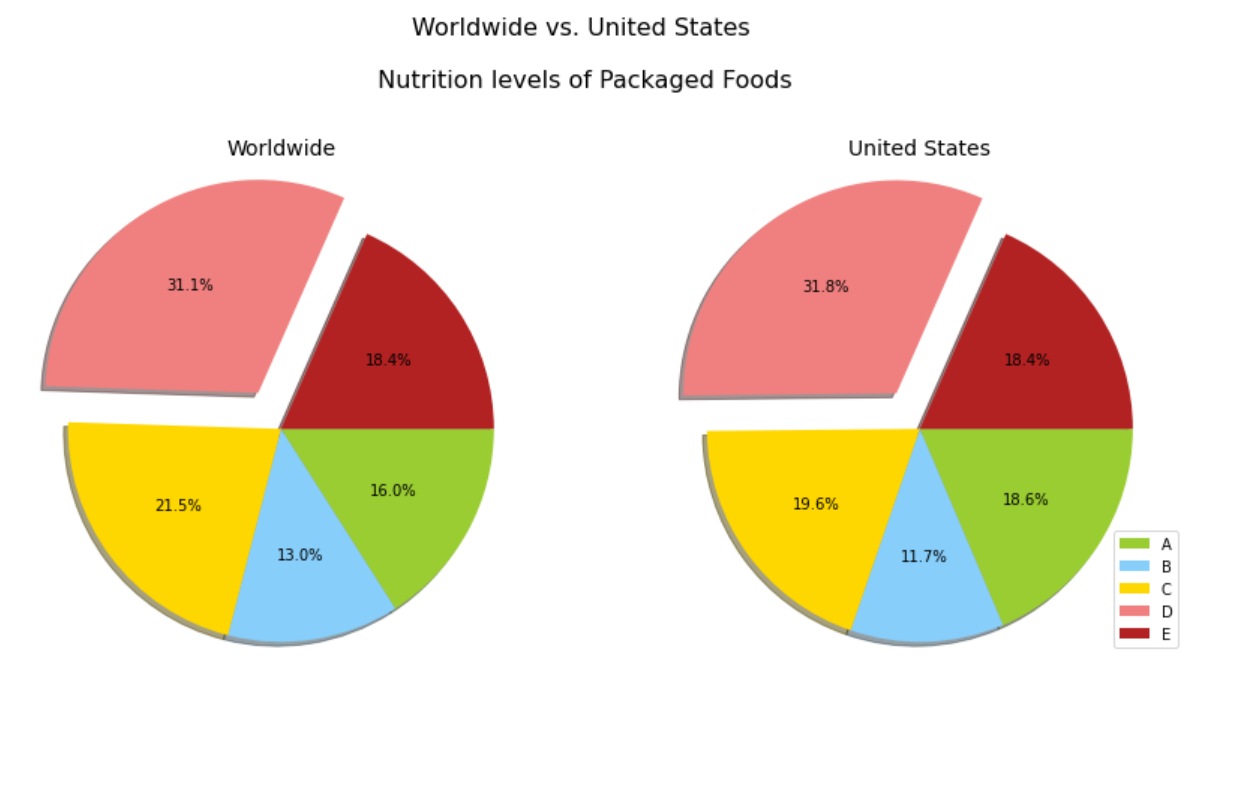 Worldwide vs. United States
Nutrition levels of Packaged Foods
Worldwide
31.1%
18.4%
21.5%
16.0%
13.0%
United States
31.8%
18.4%
19.6%
18.6%
11.7%
A
B
C
D
E